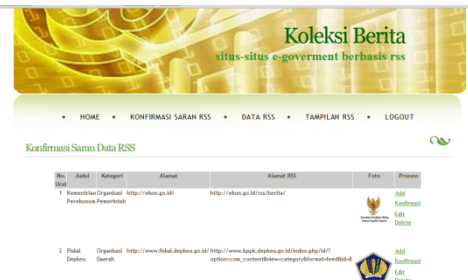 Koleksi Berita
situs-situs e-goverment berbasis rss
• HOME • KONFIRMASI SARAN RSS • DATA RSS • TAMPILAN RSS • LOGOUT
Konfirmasi Saran Data RSS
No. Urut Judul Kategori Alamat Alamat RSS Foto Process
1 Kementrian Organisasi http://ekon.go.id/ http://ekon.go.id/rss/berita/ Add
Perekonom Pemerintah Konfirmasi
Edit
Delete
2 Fiskal Organisasi http://www.fiskal.depkeu.go.id/ http://www.bppk.depkeu.go.id/index.php/id/? Add
Depkeu Daerah option=com_content&view=category&format=feed&id=8 Konfirmasi
Edit
Delete